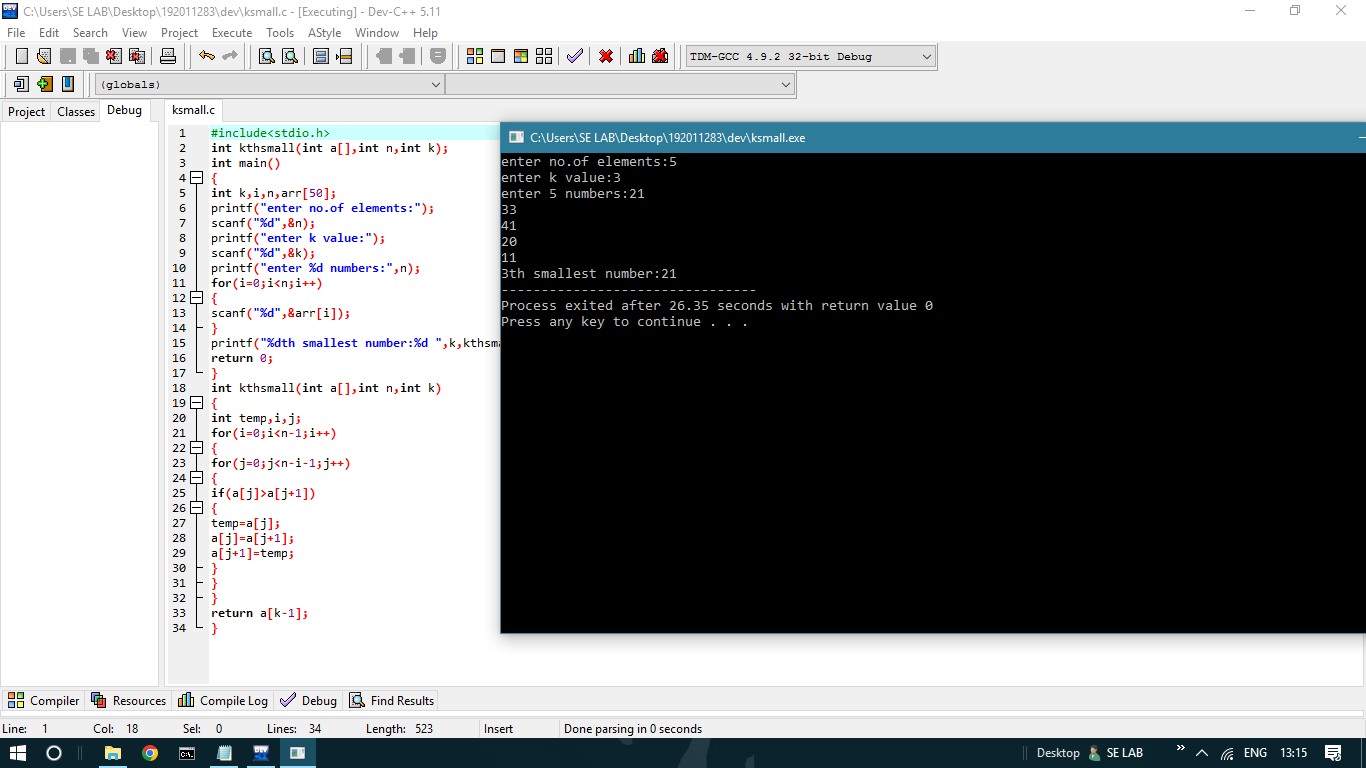 C:\Users\SE LAB\Desktop\192011283\dev\ksmall.c - [Executing] - Dev-C++ 5.11
File Edit Search View Project Execute Tools AStyle Window Help
TDM-GCC 4.9.2 32-bit Debug
(globals)
Project Classes Debug
ksmall.c
1 #include<stdio.h>
2 int kthsmall(int a[],int n,int k);
3 int main()
4 {
5 int k,i,n,arr[50];
6 printf("enter no.of elements:");
7 scanf("%d",&n);
8 printf("enter k value:");
9 scanf("%d",&k);
10 printf("enter %d numbers:",n);
11 for(i=0;i<n;i++)
12 {
13 scanf("%d",&arr[i]);
14 }
15 printf("%dth smallest number:%d ",k,kthsm
16 return 0;
17 }
18 int kthsmall(int a[],int n,int k)
19 {
20 int temp,i,j;
21 for(i=0;i<n-1;i++)
22 {
23 for(j=0;j<n-i-1;j++)
24 {
25 if(a[j]>a[j+1])
26 {
27 temp=a[j];
28 a[j]=a[j+1];
29 a[j+1]=temp;
30 }
31 }
32 }
33 return a[k-1];
34 }
C:\Users\SE LAB\Desktop\192011283\dev\ksmall.exe
enter no.of elements:5
enter k value:3
enter 5 numbers:21
33
41
20
11
3th smallest number:21
--------------------------------
Process exited after 26.35 seconds with return value 0
Press any key to continue . . .
Compiler Resources Compile Log Debug Find Results
Line: 1 Col: 18 Sel: 0 Lines: 34 Length: 523 Insert Done parsing in 0 seconds
Desktop SE LAB ENG 13:15